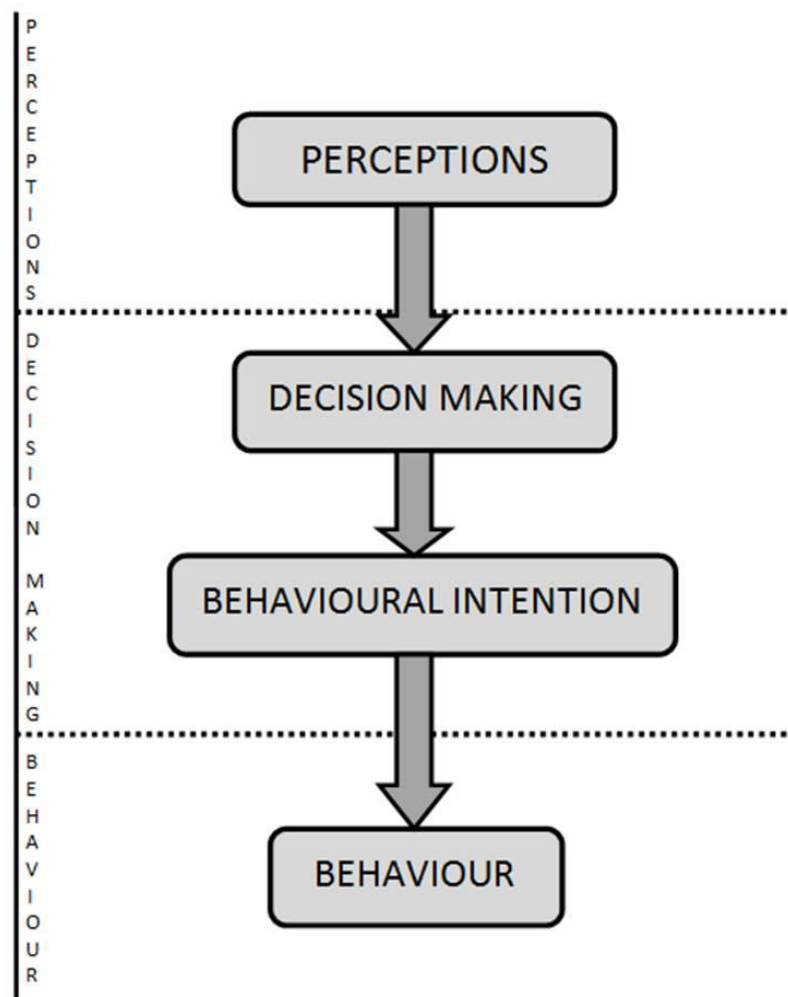 PERCEPTIONS
PERCEPTIONS
DECISION MAKING
DECISION MAKING
BEHAVIOURAL INTENTION
BEHAVIOUR
BEHAVIOUR